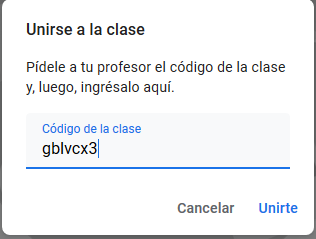 Unirse a la clase
Pídele a tu profesor el código de la clase
y, luego, ingrésalo aquí.
Código de la clase
gblvcx3
Cancelar Unirte